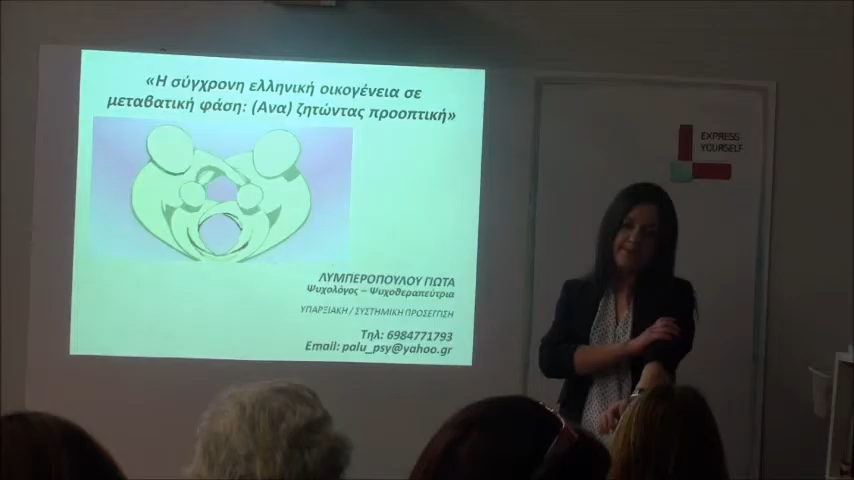 «Η σύγχρονη ελληνική οικογένεια σε
μεταβατική φάση: (Ανα) ζητώντας προοπτική»
ΛΥΜΠΕΡΟΠΟΥΛΟΥ ΓΙΩΤΑ
Ψυχολόγος – Ψυχοθεραπεύτρια
ΥΠΑΡΞΙΑΚΗ / ΣΥΣΤΗΜΙΚΗ ΠΡΟΣΕΓΓΙΣΗ
Τηλ: 6984771793
Email: palu_psy@yahoo.gr
EXPRESS
YOURSELF